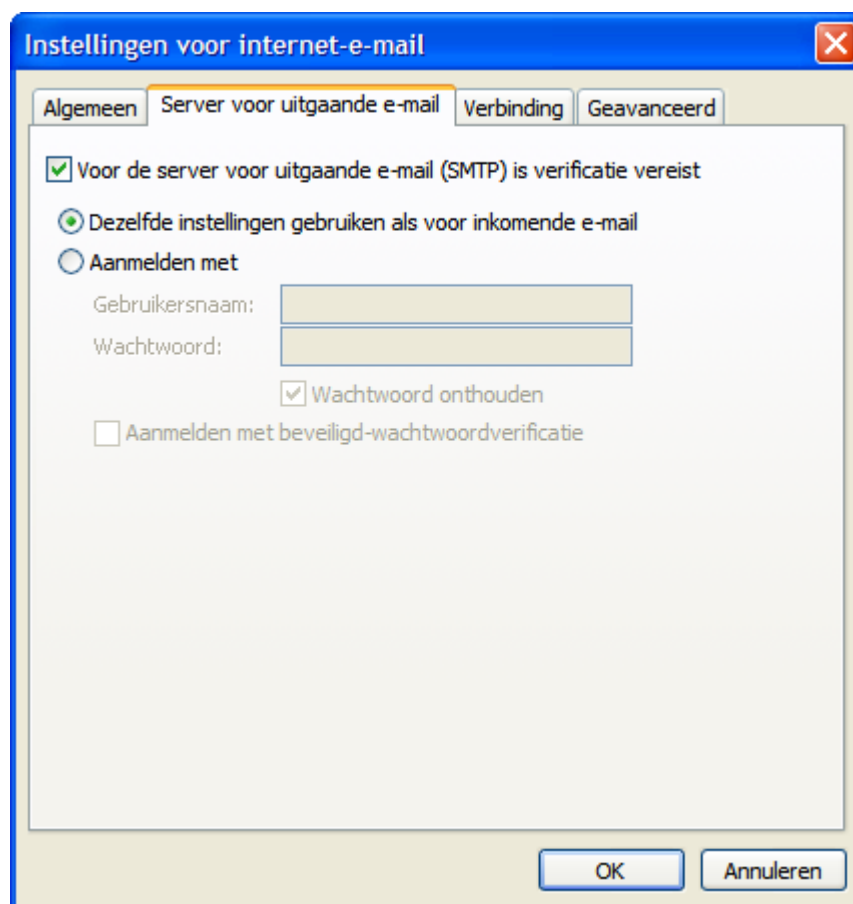 Instellingen voor internet-e-mail
Algemeen Server voor uitgaande e-mail Verbinding Geavanceerd
Voor de server voor uitgaande e-mail (SMTP) is verificatie vereist
Dezelfde instellingen gebruiken als voor inkomende e-mail
Aanmelden met
Gebruikersnaam:
Wachtwoord:
Wachtwoord onthouden
Aanmelden met beveiligd-wachtwoordverificatie
OK Annuleren